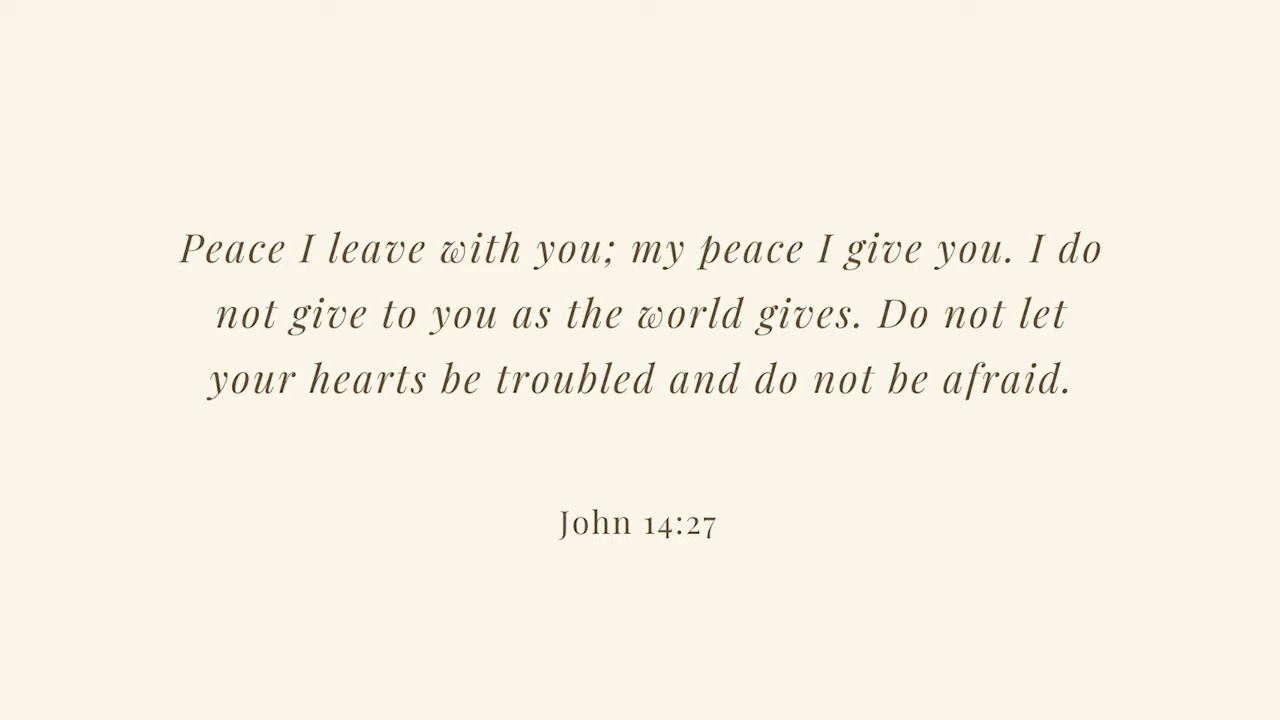 Peace I leave with you; my peace I give you. I do
not give to you as the world gives. Do not let
your hearts be troubled and do not be afraid.
John 14:27